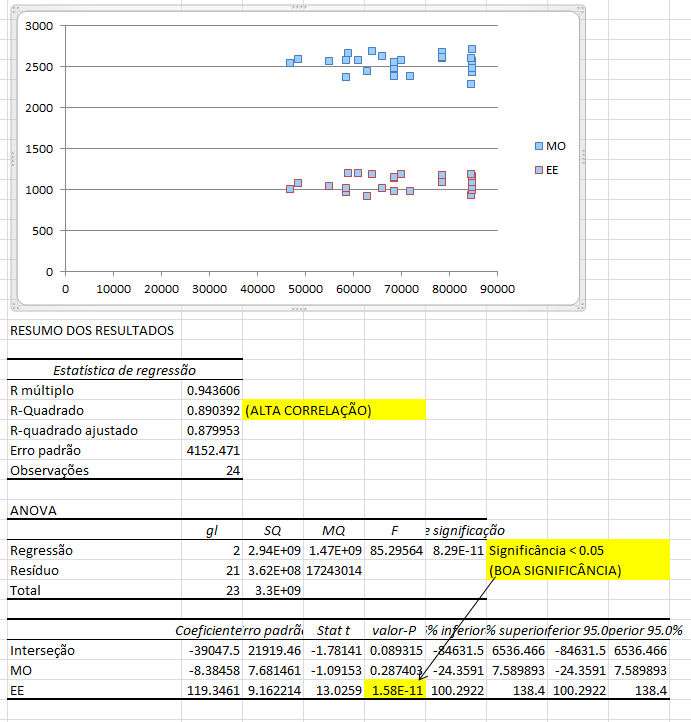 3000
2500
2000
1500
1000
500
0
MO
EE
0 10000 20000 30000 40000 50000 60000 70000 80000 90000
RESUMO DOS RESULTADOS
Estatística de regressão
R múltiplo 0.943606
R-Quadrado 0.890392 (ALTA CORRELAÇÃO)
R-quadrado ajustado 0.879953
Erro padrão 4152.471
Observações 24
ANOVA
gl SQ MQ F e significação
Regressão 2 2.94E+09 1.47E+09 85.29564 8.29E-11 Significância < 0.05
Resíduo 21 3.62E+08 17243014 (BOA SIGNIFICÂNCIA)
Total 23 3.3E+09
Coeficientes rro padrã Stat t valor-P 5% inferior % superio ferior 95.0 perior 95.0%
Interseção -39047.5 21919.46 -1.78141 0.089315 -84631.5 6536.466 -84631.5 6536.466
MO -8.38458 7.681461 -1.09153 0.287403 -24.3591 7.589893 -24.3591 7.589893
EE 119.3461 9.162214 13.0259 1.58E-11 100.2922 138.4 100.2922 138.4